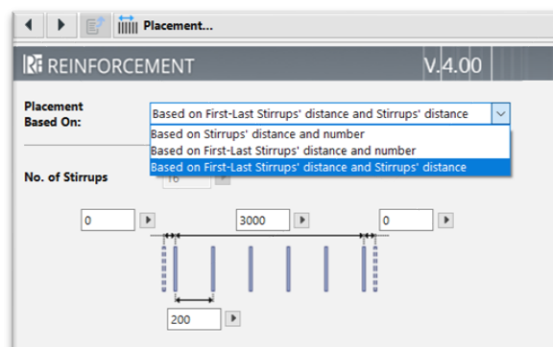 Placement...
REINFORCEMENT
V.4.00
Placement
Based On:
Based on First-Last Stirrups' distance and Stirrups' distance
Based on Stirrups' distance and number
Based on First-Last Stirrups' distance and number
Based on First-Last Stirrups' distance and Stirrups' distance
No. of Stirrups
16
0
3000
0
200